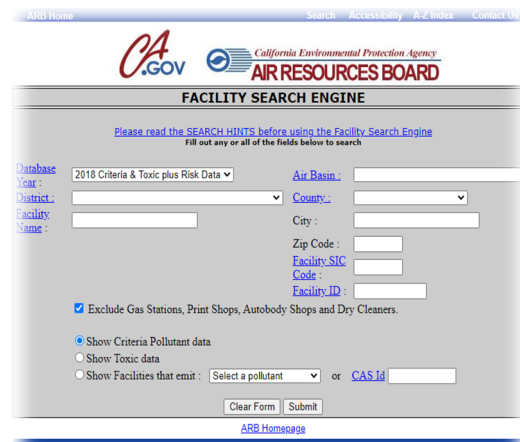 ARB Home Search Accessibility A-Z Index Contact Us
CA.GOV
California Environmental Protection Agency
AIR RESOURCES BOARD
FACILITY SEARCH ENGINE
Please read the SEARCH HINTS before using the Facility Search Engine
Fill out any or all of the fields below to search
Database Year : 2018 Criteria & Toxic plus Risk Data
Air Basin :
District :
County :
Facility Name :
City :
Zip Code :
Facility SIC Code :
Facility ID :
Exclude Gas Stations, Print Shops, Autobody Shops and Dry Cleaners.
Show Criteria Pollutant data
Show Toxic data
Show Facilities that emit : Select a pollutant or CAS Id
Clear Form Submit
ARB Homepage